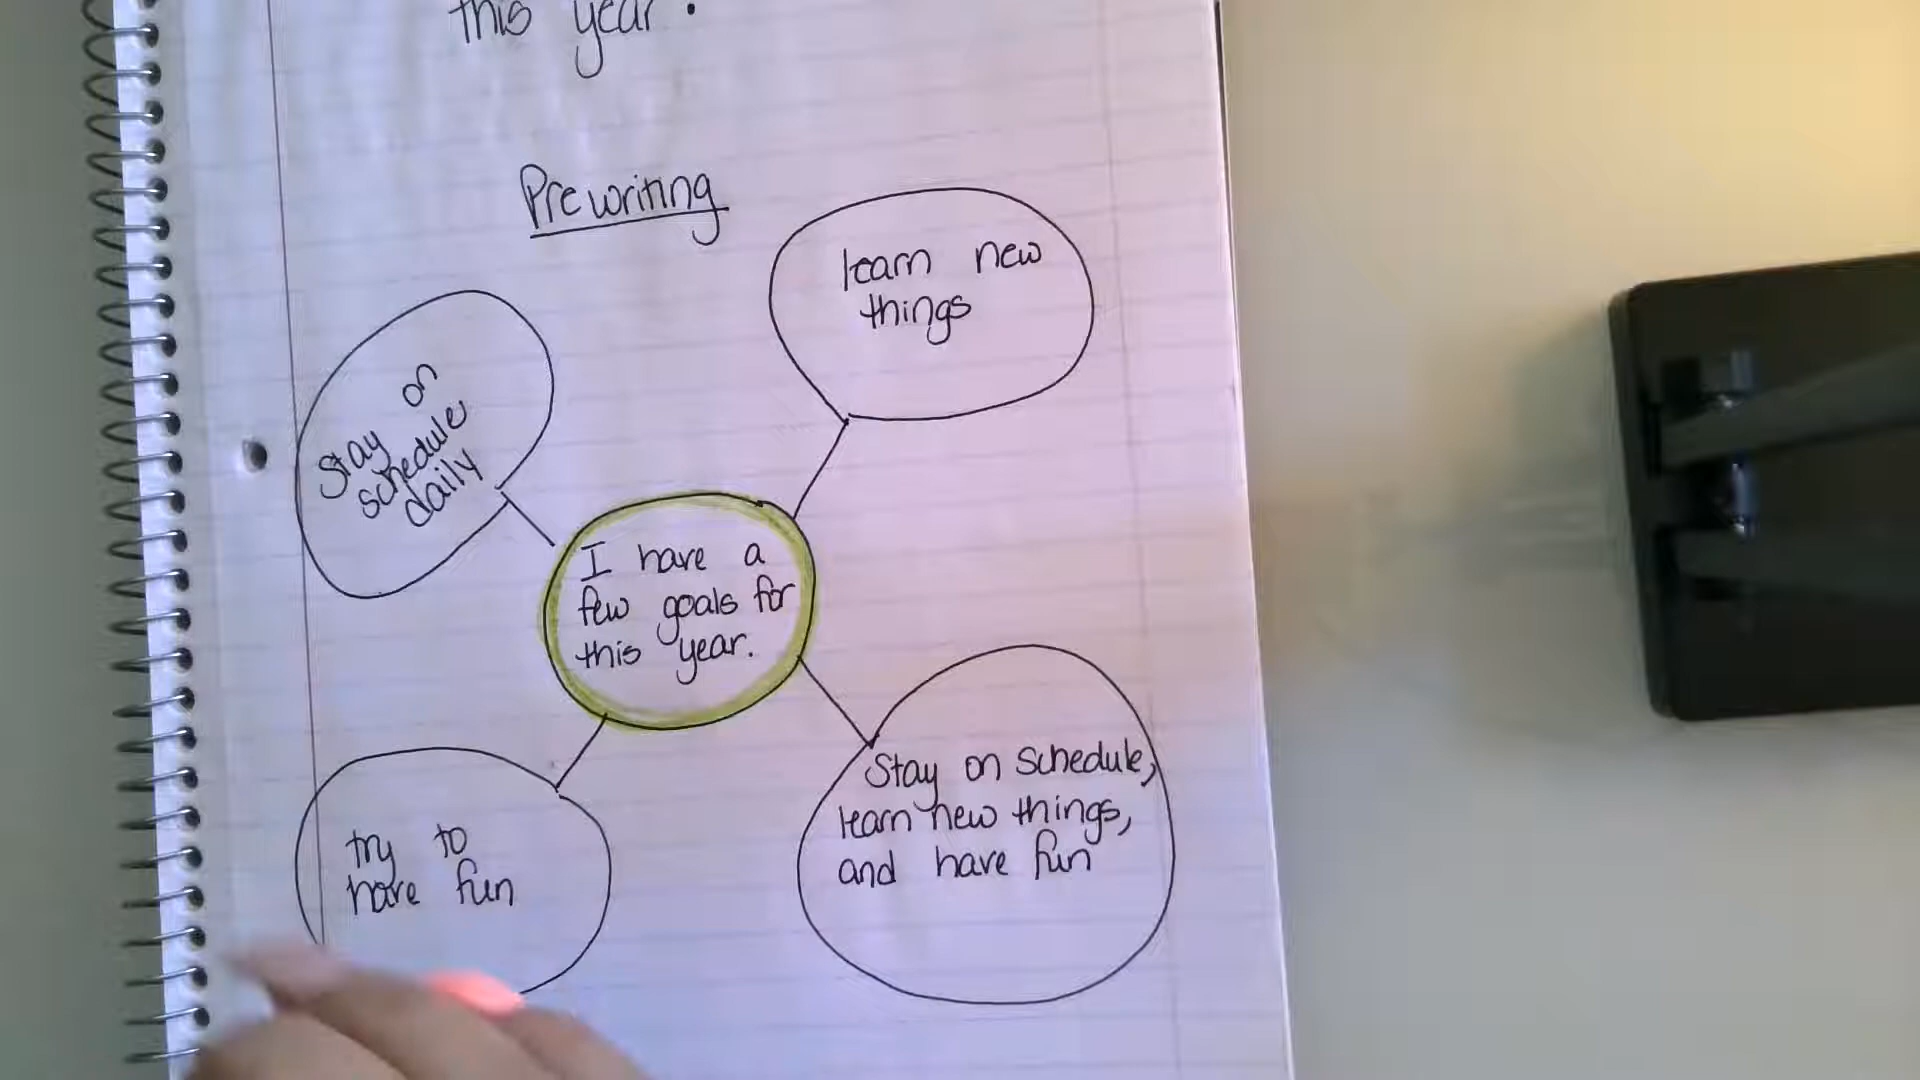 this year.
Prewriting
learn new
things
Stay on
schedule
daily
I have a
few goals for
this year.
Stay on Schedule,
learn new things,
and have fun
try to
have fun